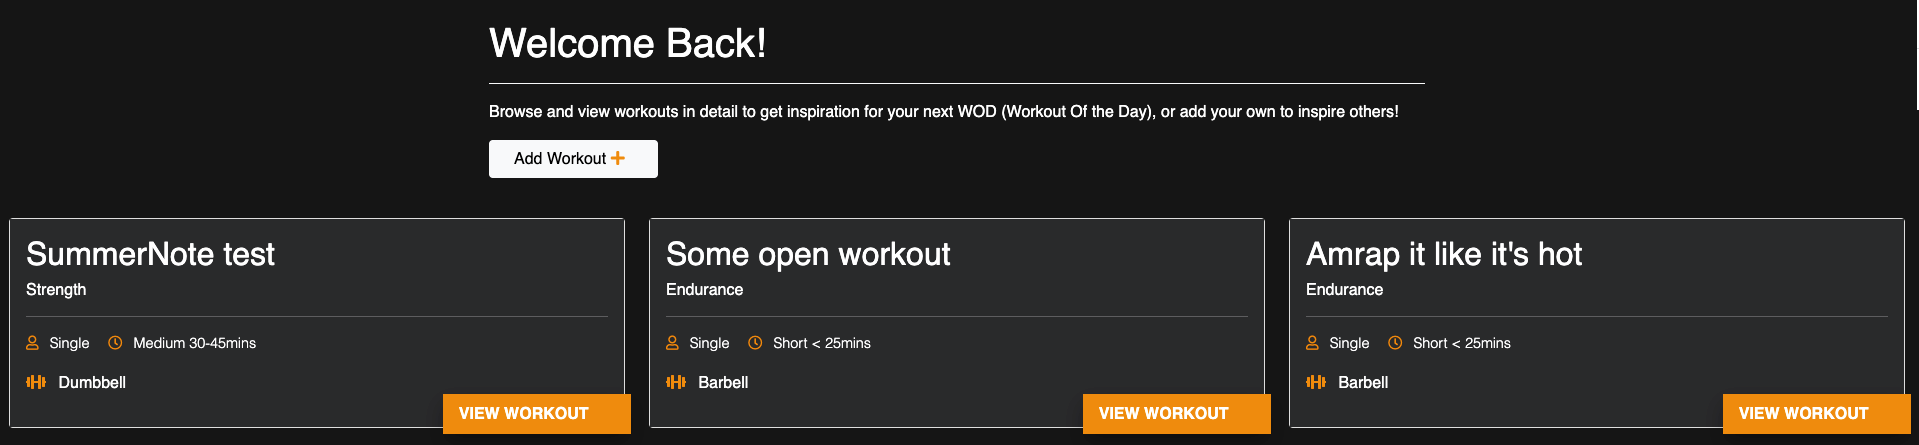 Welcome Back!
Browse and view workouts in detail to get inspiration for your next WOD (Workout Of the Day), or add your own to inspire others!
Add Workout
SummerNote test
Strength
Single Medium 30-45mins
Dumbbell
VIEW WORKOUT
Some open workout
Endurance
Single Short < 25mins
Barbell
VIEW WORKOUT
Amrap it like it's hot
Endurance
Single Short < 25mins
Barbell
VIEW WORKOUT